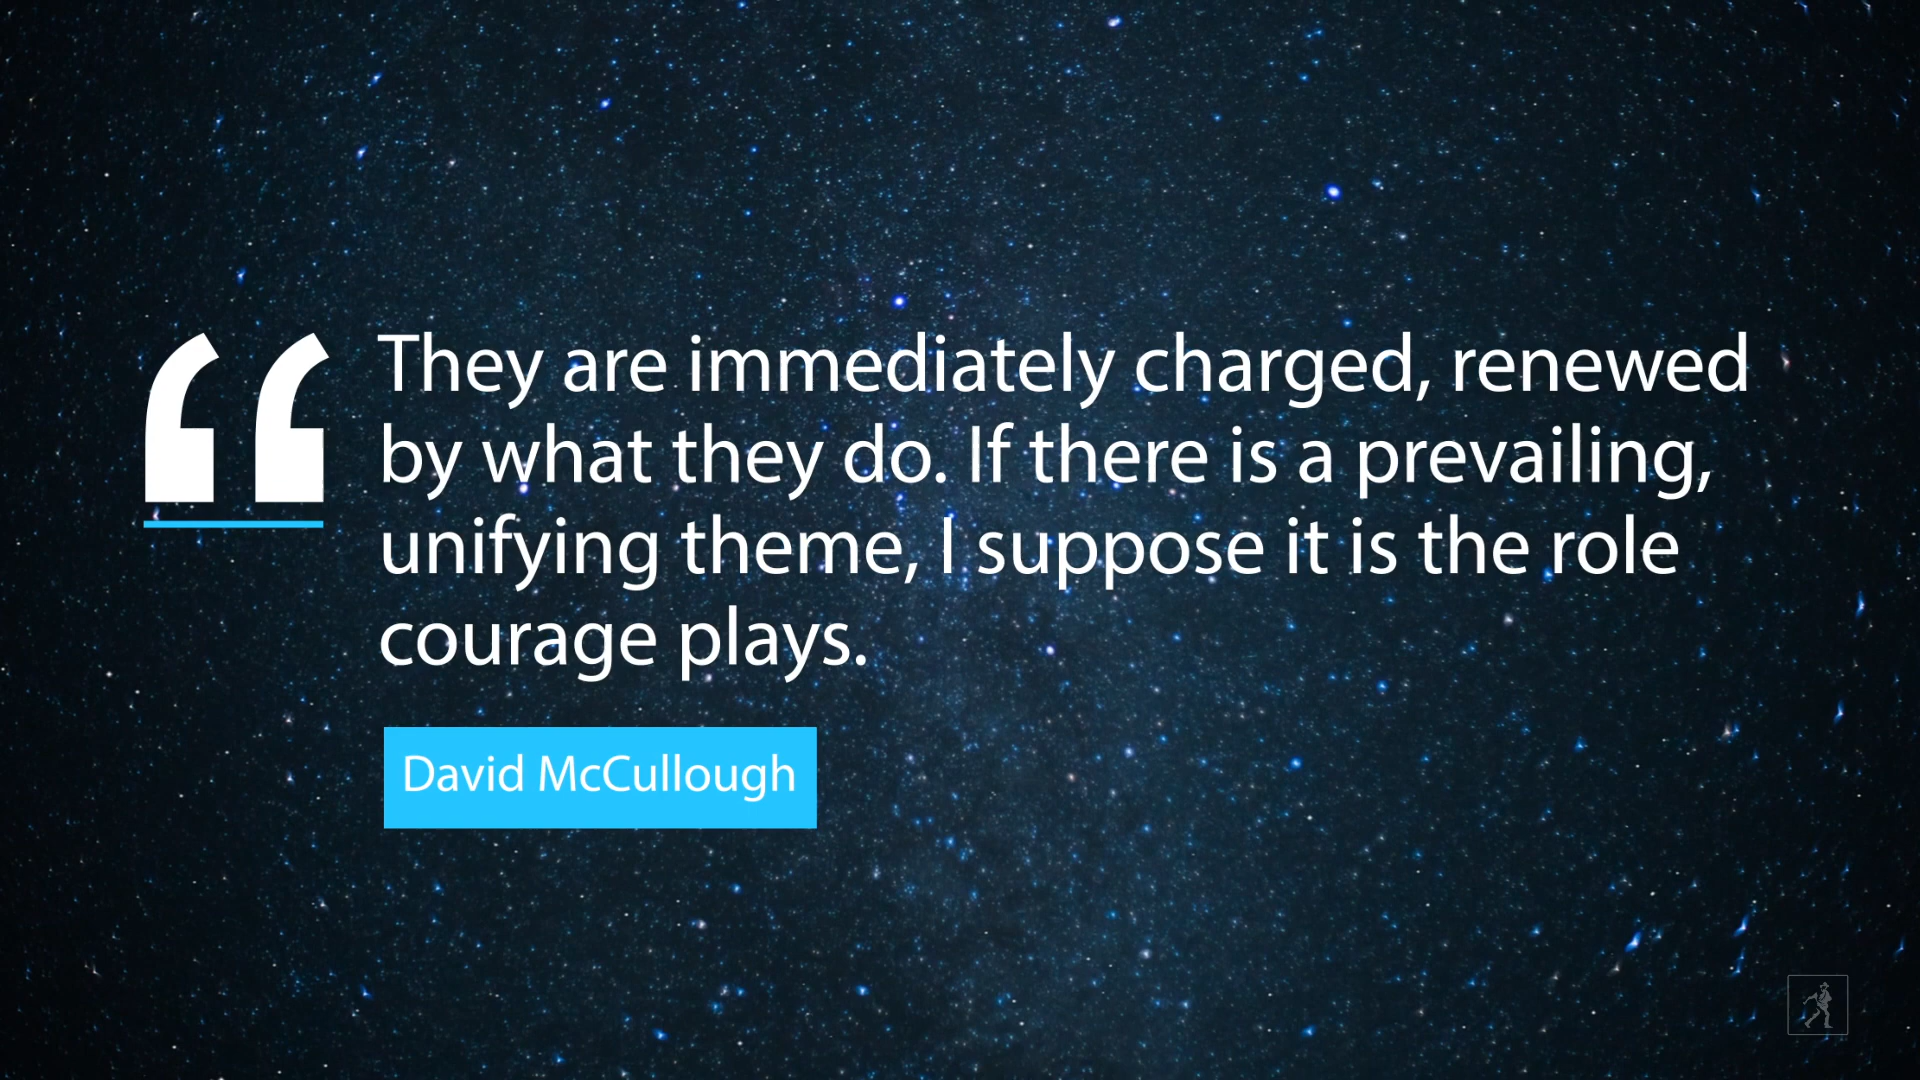 “
They are immediately charged, renewed
by what they do. If there is a prevailing,
unifying theme, I suppose it is the role
courage plays.
David McCullough